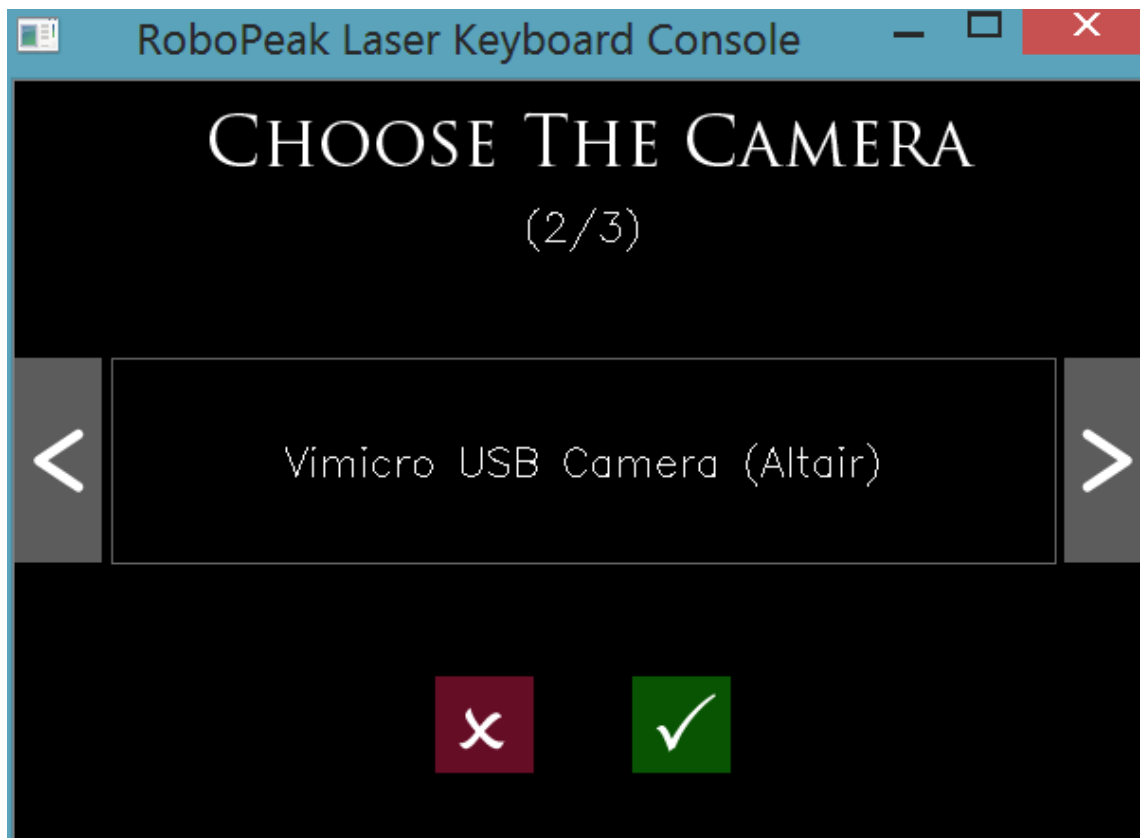 RoboPeak Laser Keyboard Console
CHOOSE THE CAMERA
(2/3)
< Vimicro USB Camera (Altair) >